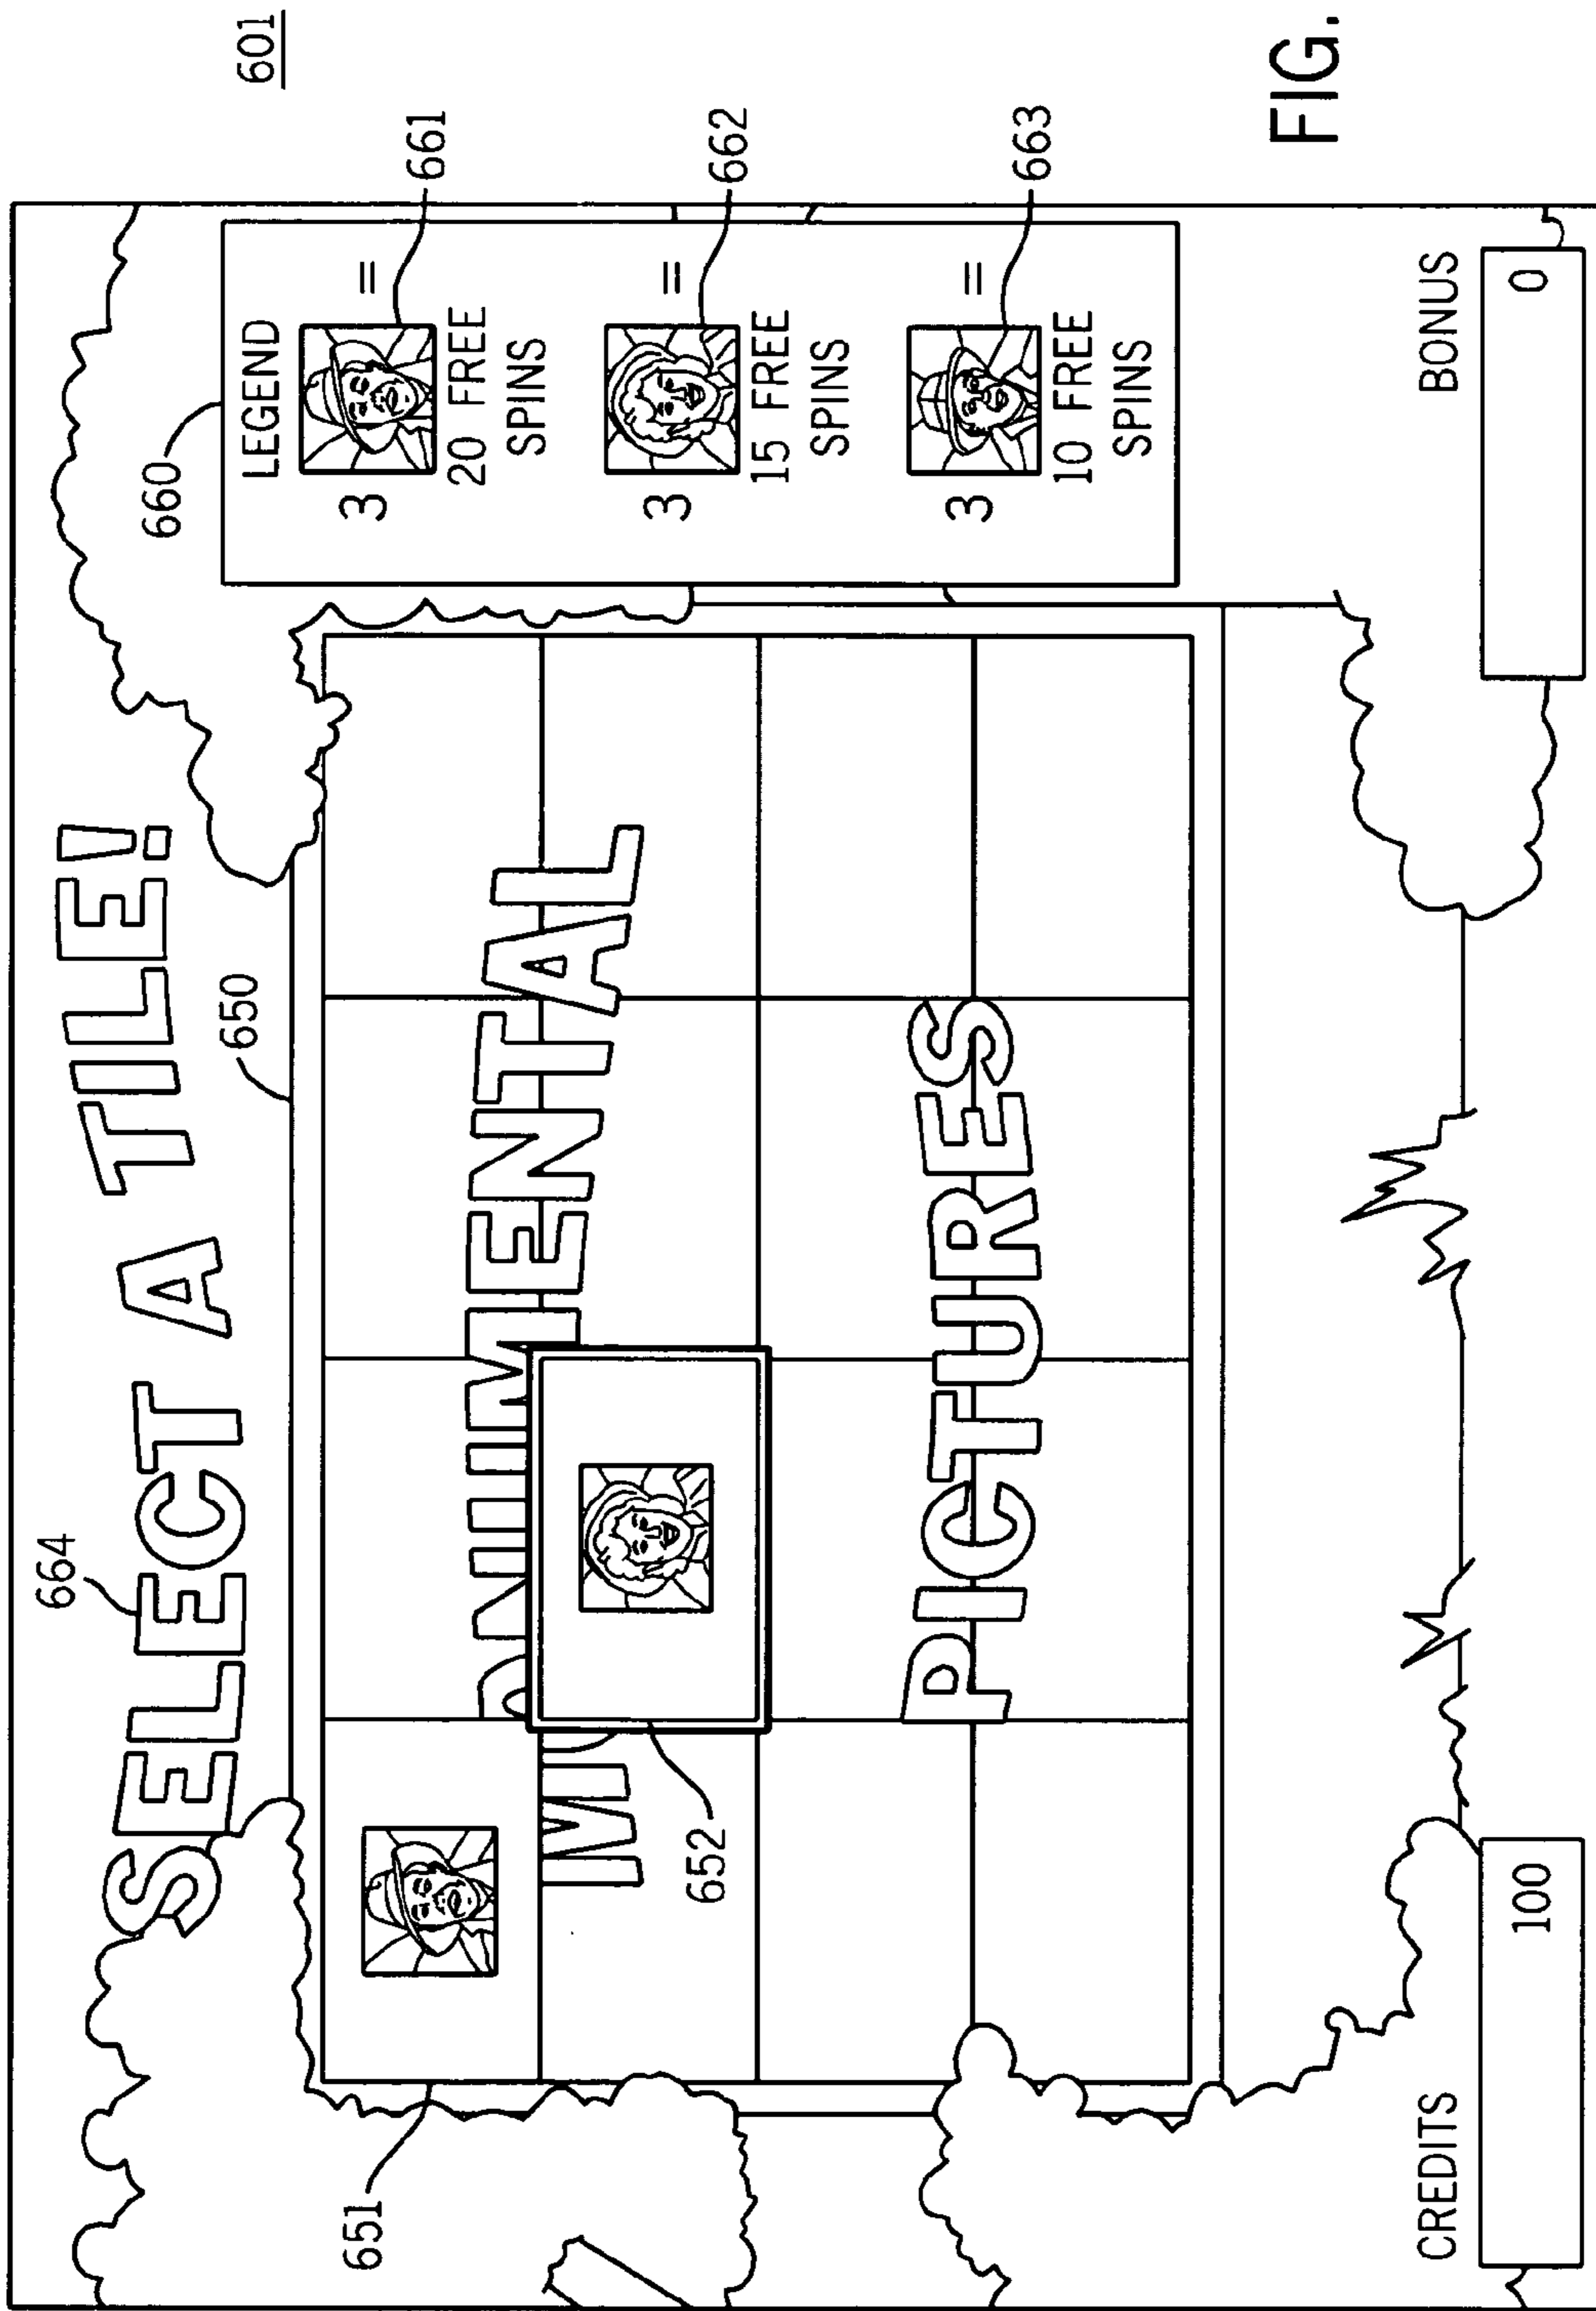 601
SELECT A TILE!
664
650
660
LEGEND
3 =
20 FREE
SPINS
661
3 =
15 FREE
SPINS
662
3 =
10 FREE
SPINS
663
651
652
PICTURES
CREDITS
100
BONUS
0
FIG.